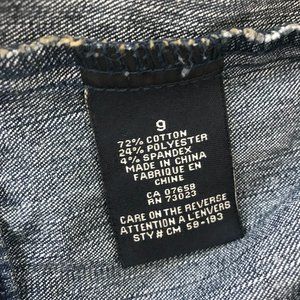 9
72% COTTON
24% POLYESTER
4% SPANDEX
MADE IN CHINA
FABRIQUE EN
CHINE
CA 07658
RN 73023
CARE ON THE REVERSE
ATTENTION A L'ENVERS
STY# CM 58-193